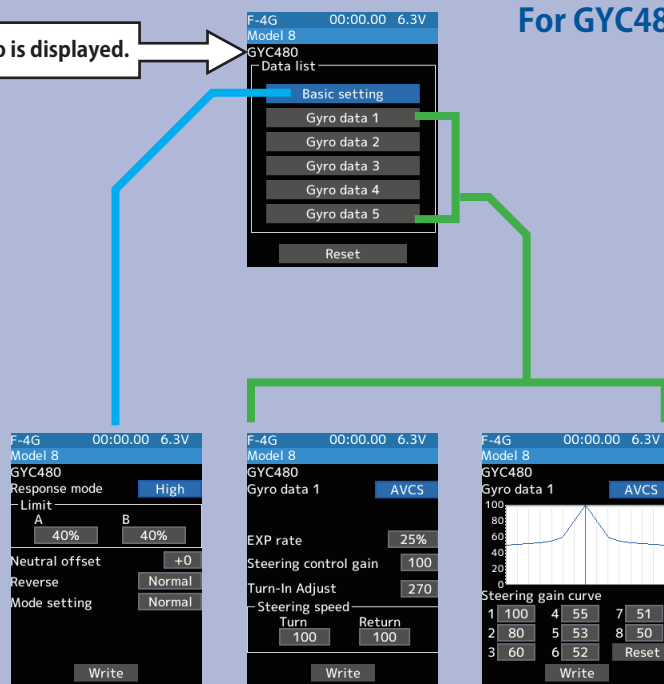 For GYC48
is displayed.
F-4G 00:00.00 6.3V
Model 8
GYC480
Data list
Basic setting
Gyro data 1
Gyro data 2
Gyro data 3
Gyro data 4
Gyro data 5
Reset
F-4G 00:00.00 6.3V
Model 8
GYC480
Response mode High
Limit
A B
40% 40%
Neutral offset +0
Reverse Normal
Mode setting Normal
Write
F-4G 00:00.00 6.3V
Model 8
GYC480
Gyro data 1 AVCS
EXP rate 25%
Steering control gain 100
Turn-In Adjust 270
Steering speed
Turn Return
100 100
Write
F-4G 00:00.00 6.3V
Model 8
GYC480
Gyro data 1 AVCS
100
80
60
40
20
0
Steering gain curve
1 100 4 55 7 51
2 80 5 53 8 50
3 60 6 52 Reset
Write